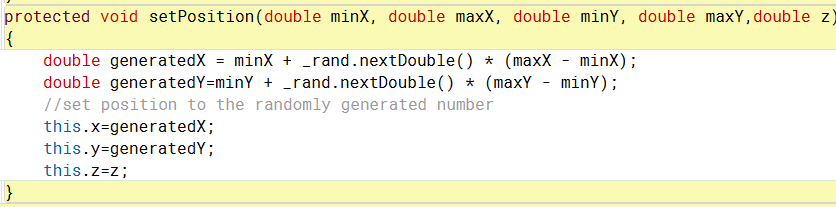 protected void setPosition(double minX, double maxX, double minY, double maxY,double z)
{
    double generatedX = minX + _rand.nextDouble() * (maxX - minX);
    double generatedY=minY + _rand.nextDouble() * (maxY - minY);
    //set position to the randomly generated number
    this.x=generatedX;
    this.y=generatedY;
    this.z=z;
}